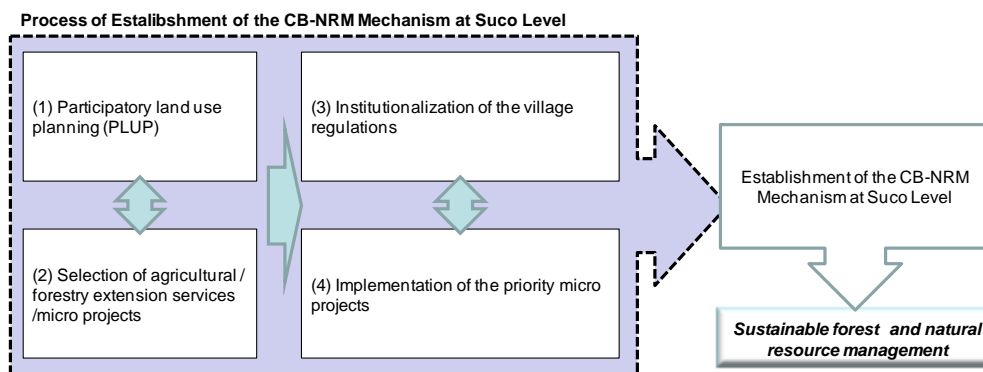 Process of Estalibshment of the CB-NRM Mechanism at Suco Level
(1) Participatory land use
planning (PLUP)
(2) Selection of agricultural /
forestry extension services
/micro projects
(3) Institutionalization of the village
regulations
(4) Implementation of the priority micro
projects
Establishment of the CB-NRM
Mechanism at Suco Level
Sustainable forest and natural
resource management